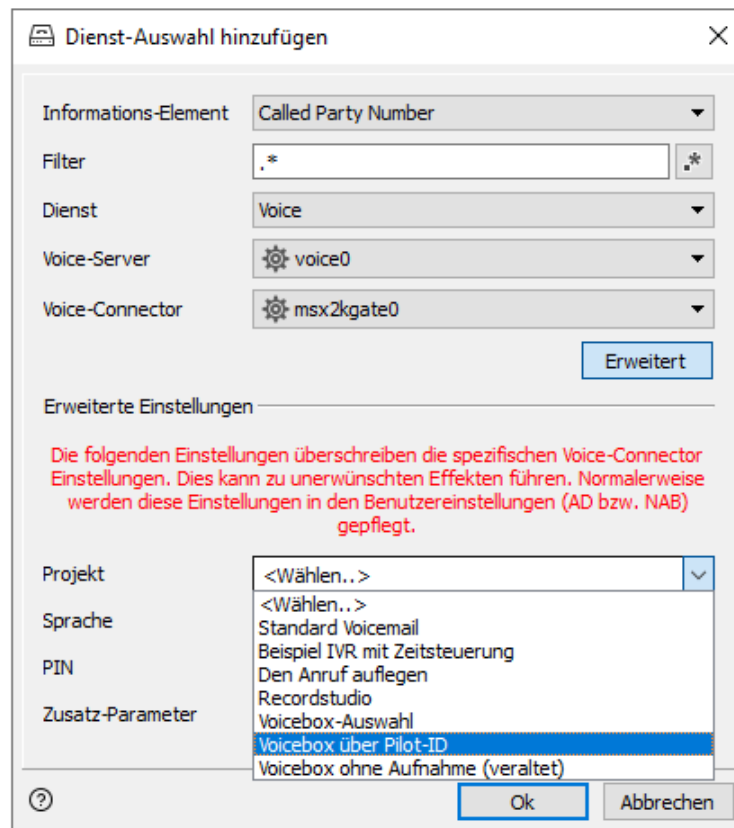 Dienst-Auswahl hinzufügen
Informations-Element Called Party Number
Filter .* .*
Dienst Voice
Voice-Server voice0
Voice-Connector msx2kgate0
Erweitert
Erweiterte Einstellungen
Die folgenden Einstellungen überschreiben die spezifischen Voice-Connector
Einstellungen. Dies kann zu unerwünschten Effekten führen. Normalerweise
werden diese Einstellungen in den Benutzereinstellungen (AD bzw. NAB)
gepflegt.
Projekt <Wählen..>
<Wählen..>
Sprache
Standard Voicemail
Beispiel IVR mit Zeitsteuerung
PIN
Den Anruf auflegen
Recordstudio
Zusatz-Parameter
Voicebox-Auswahl
Voicebox über Pilot-ID
Voicebox ohne Aufnahme (veraltet)
? Ok Abbrechen